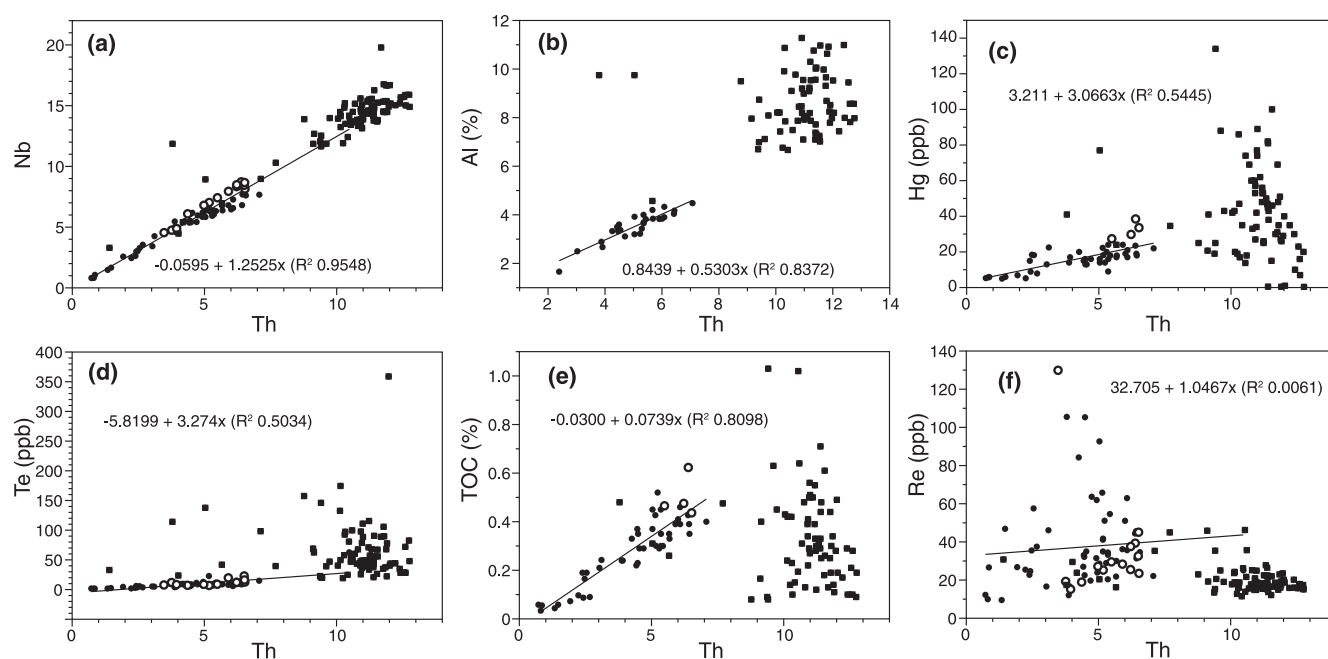 (a)
Nb
20
15
10
5
0
0
5
10
Th
-0.0595 + 1.2525x (R² 0.9548)
(b)
Al (%)
12
10
8
6
4
2
2
4
6
8
10
12
14
Th
0.8439 + 0.5303x (R² 0.8372)
(c)
Hg (ppb)
140
120
100
80
60
40
20
0
0
5
10
Th
3.211 + 3.0663x (R² 0.5445)
(d)
Te (ppb)
400
350
300
250
200
150
100
50
0
0
5
10
Th
-5.8199 + 3.274x (R² 0.5034)
(e)
TOC (%)
1.0
0.8
0.6
0.4
0.2
0.0
0
5
10
Th
-0.0300 + 0.0739x (R² 0.8098)
(f)
Re (ppb)
140
120
100
80
60
40
20
0
0
5
10
Th
32.705 + 1.0467x (R² 0.0061)